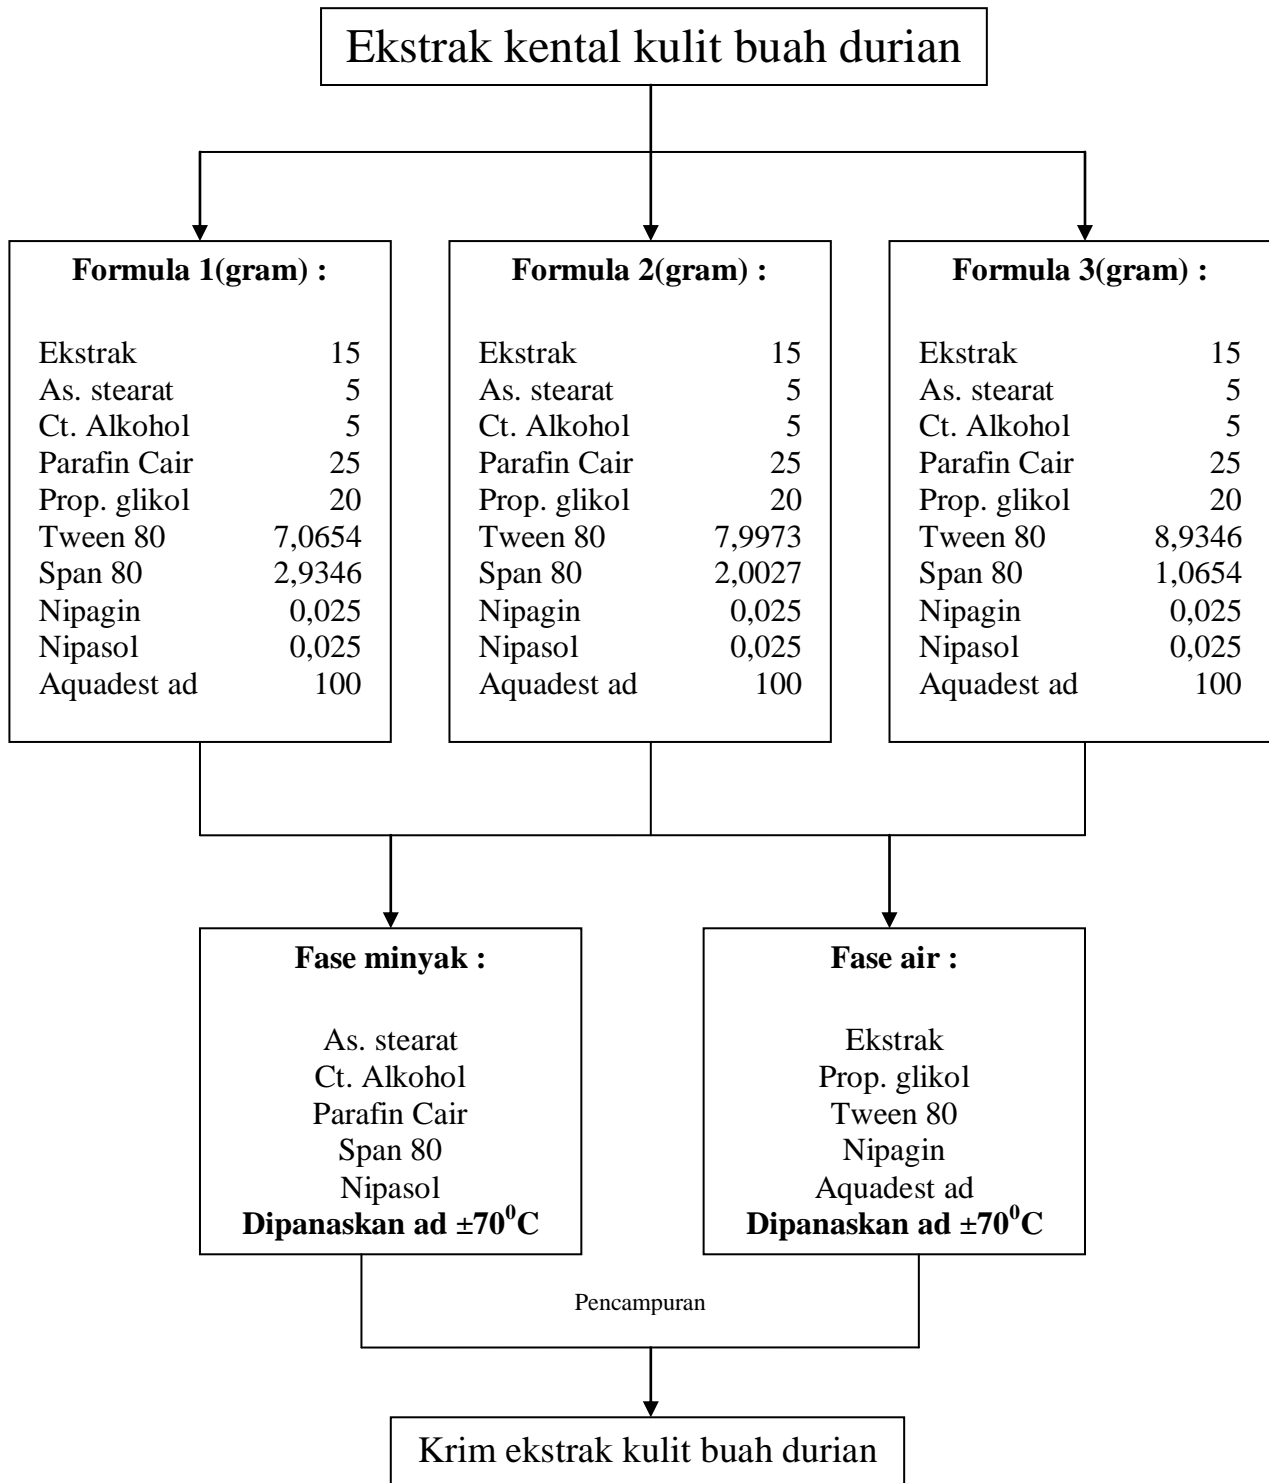 Ekstrak kental kulit buah durian
Formula 1(gram) :
Ekstrak 15
As. stearat 5
Ct. Alkohol 5
Parafin Cair 25
Prop. glikol 20
Tween 80 7,0654
Span 80 2,9346
Nipagin 0,025
Nipasol 0,025
Aquadest ad 100
Formula 2(gram) :
Ekstrak 15
As. stearat 5
Ct. Alkohol 5
Parafin Cair 25
Prop. glikol 20
Tween 80 7,9973
Span 80 2,0027
Nipagin 0,025
Nipasol 0,025
Aquadest ad 100
Formula 3(gram) :
Ekstrak 15
As. stearat 5
Ct. Alkohol 5
Parafin Cair 25
Prop. glikol 20
Tween 80 8,9346
Span 80 1,0654
Nipagin 0,025
Nipasol 0,025
Aquadest ad 100
Fase minyak :
As. stearat
Ct. Alkohol
Parafin Cair
Span 80
Nipasol
Dipanaskan ad ±70⁰C
Fase air :
Ekstrak
Prop. glikol
Tween 80
Nipagin
Aquadest ad
Dipanaskan ad ±70⁰C
Pencampuran
Krim ekstrak kulit buah durian